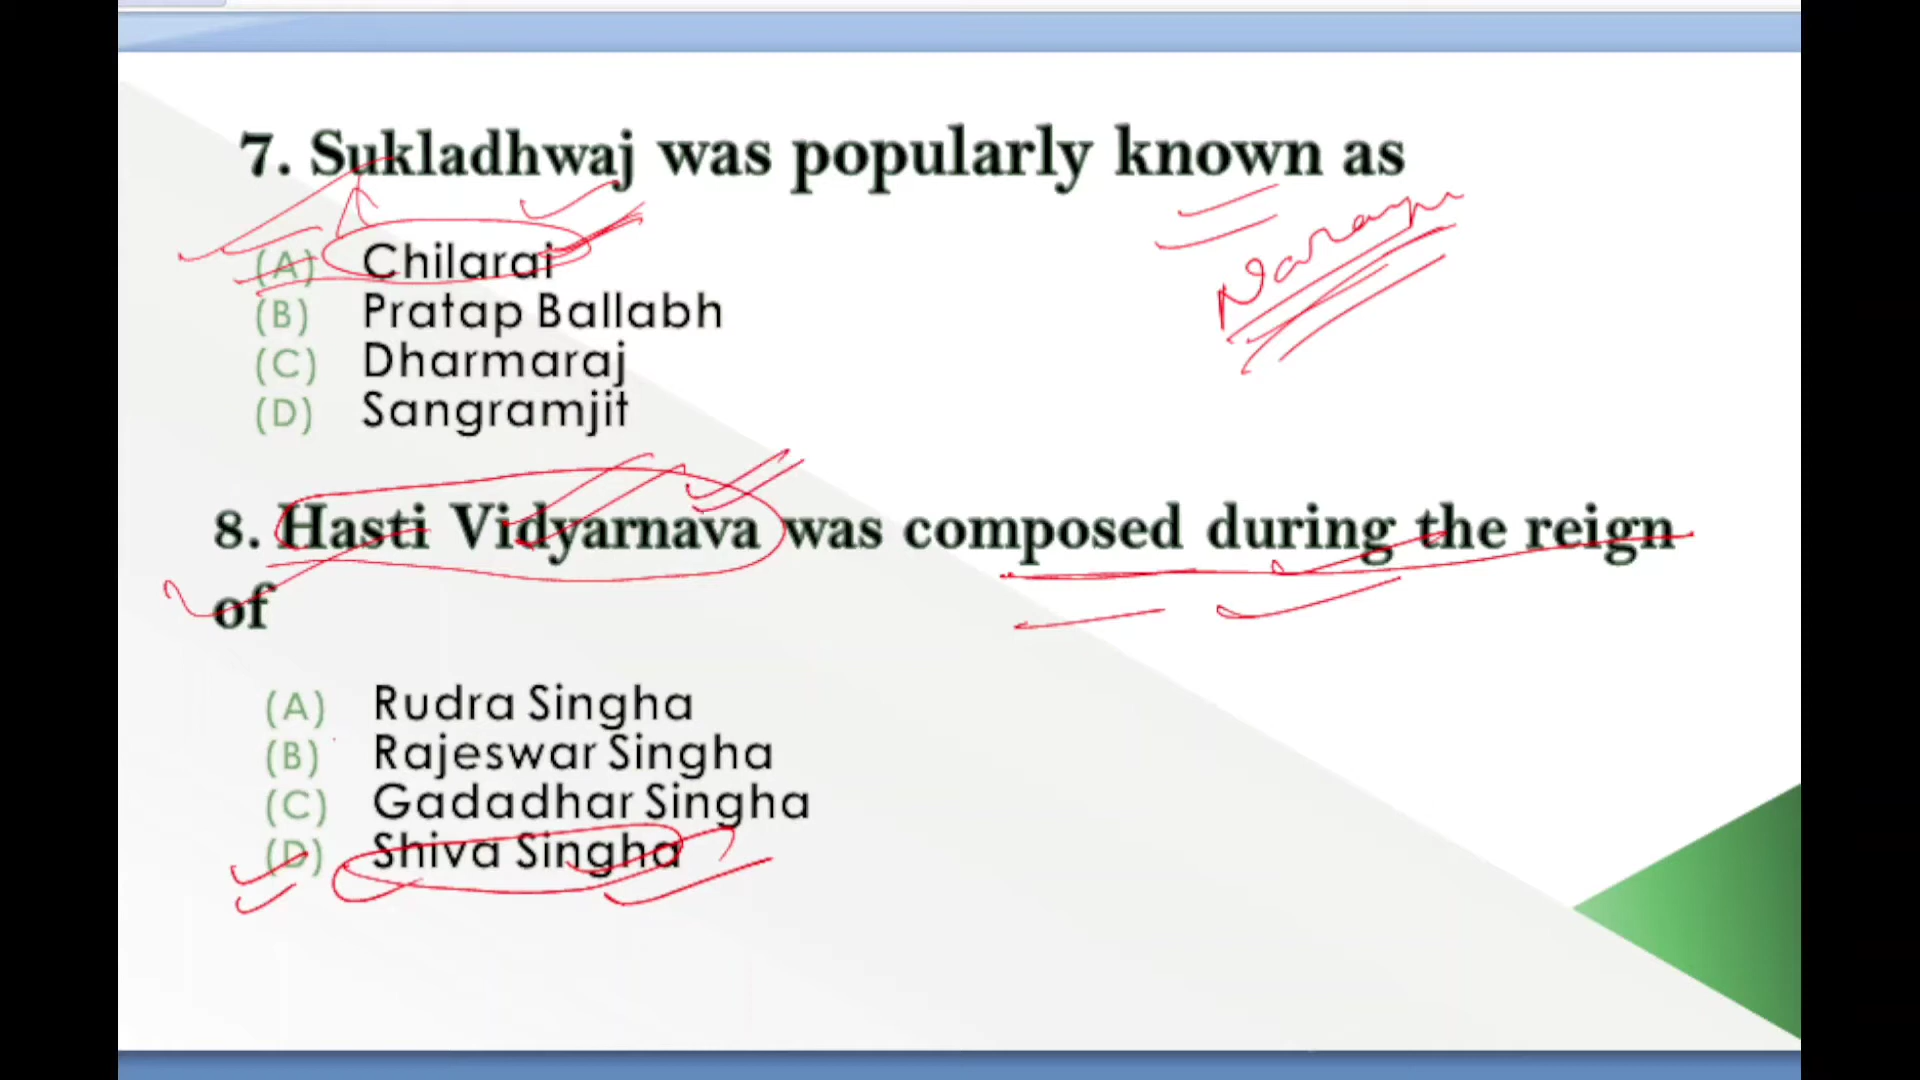 7. Sukladhwaj was popularly known as
Narayn
(A) Chilarai
(B) Pratap Ballabh
(C) Dharmaraj
(D) Sangramjit
8. Hasti Vidyarnava was composed during the reign
of
(A) Rudra Singha
(B) Rajeswar Singha
(C) Gadadhar Singha
(D) Shiva Singha